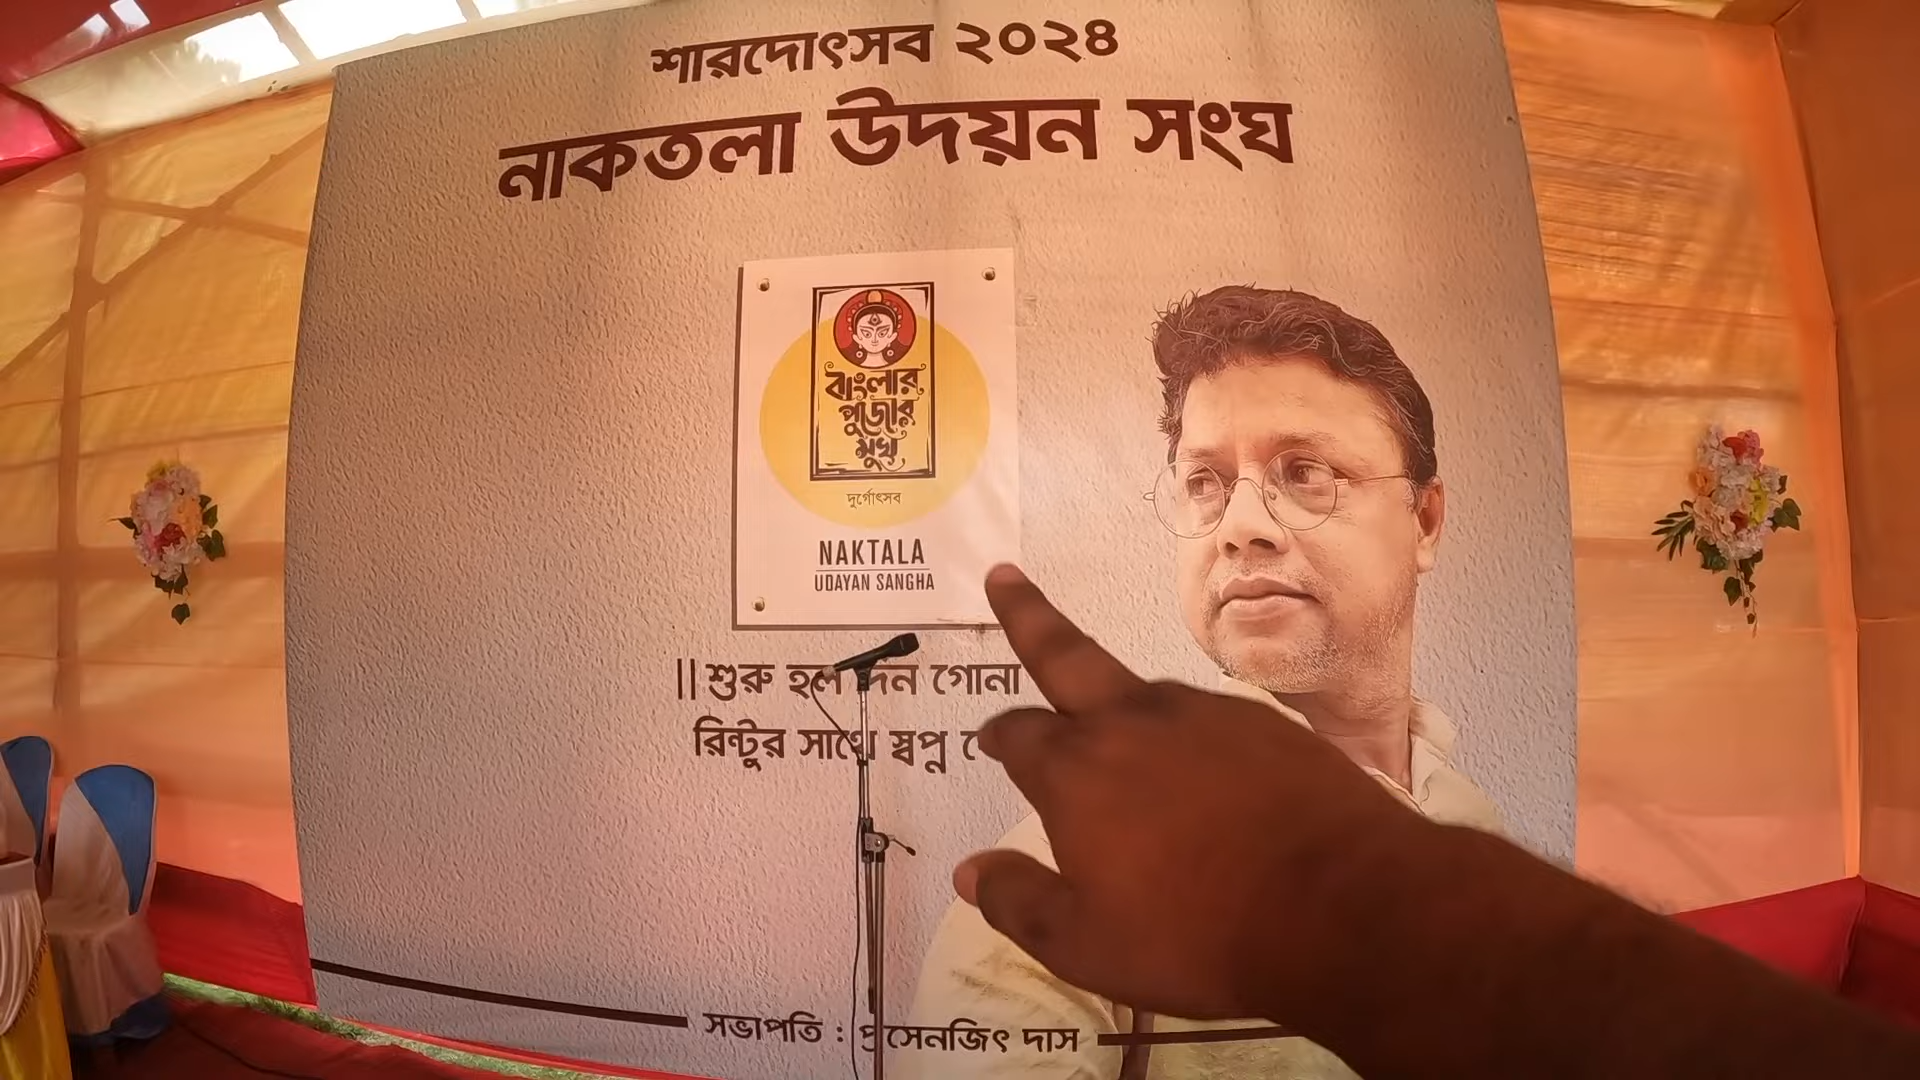 শারদোৎসব ২০২৪
নাকতলা উদয়ন সংঘ
বাংলার
পুজোর
মুখ
দুর্গোৎসব
NAKTALA
UDAYAN SANGHA
|| শুরু হল দিন গোনা
রিন্টুর সাথে স্বপ্ন
সভাপতি : প্রসেনজিৎ দাস